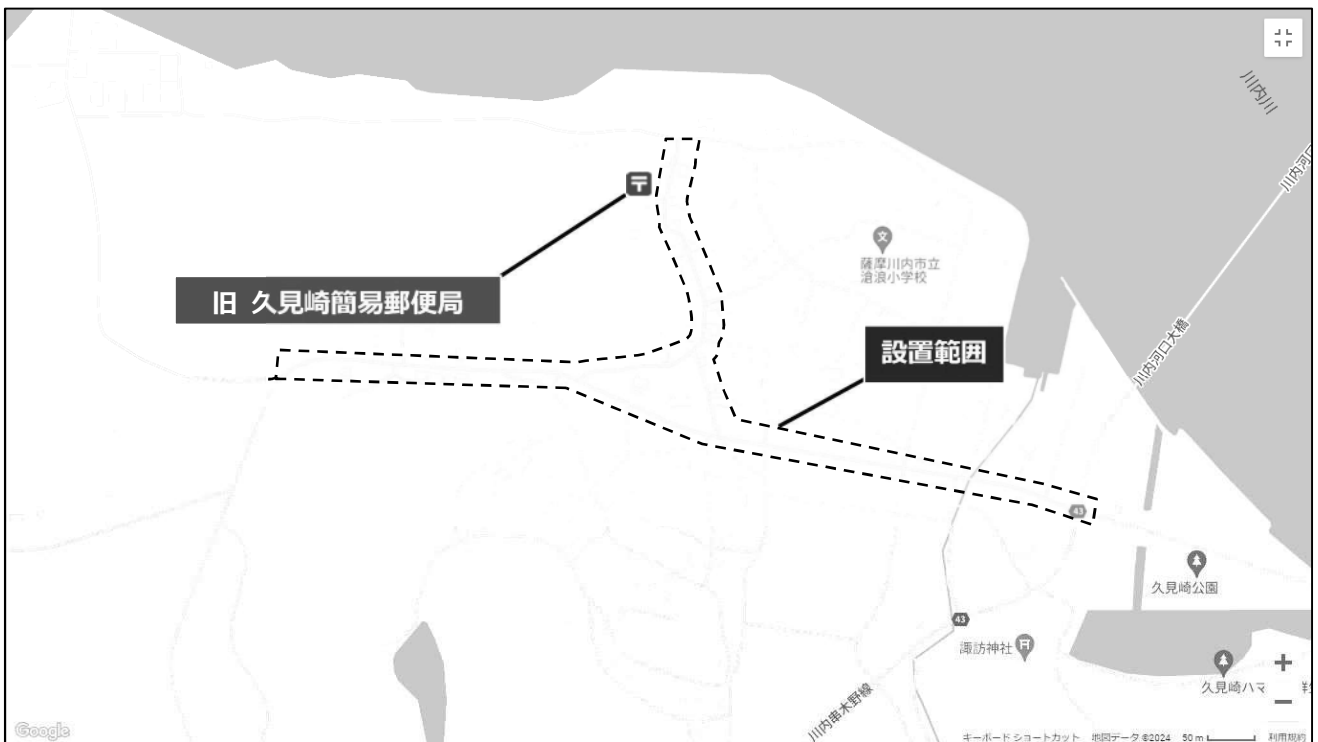 川内川
川内河口
〒
文
薩摩川内市立
滄浪小学校
旧 久見崎簡易郵便局
設置範囲
川内河口大橋
43
久見崎公園
43
諏訪神社
久見崎ハマ
川内串木野線
+
−
Google
キーボード ショートカット 地図データ ©2024 50 m 利用規約